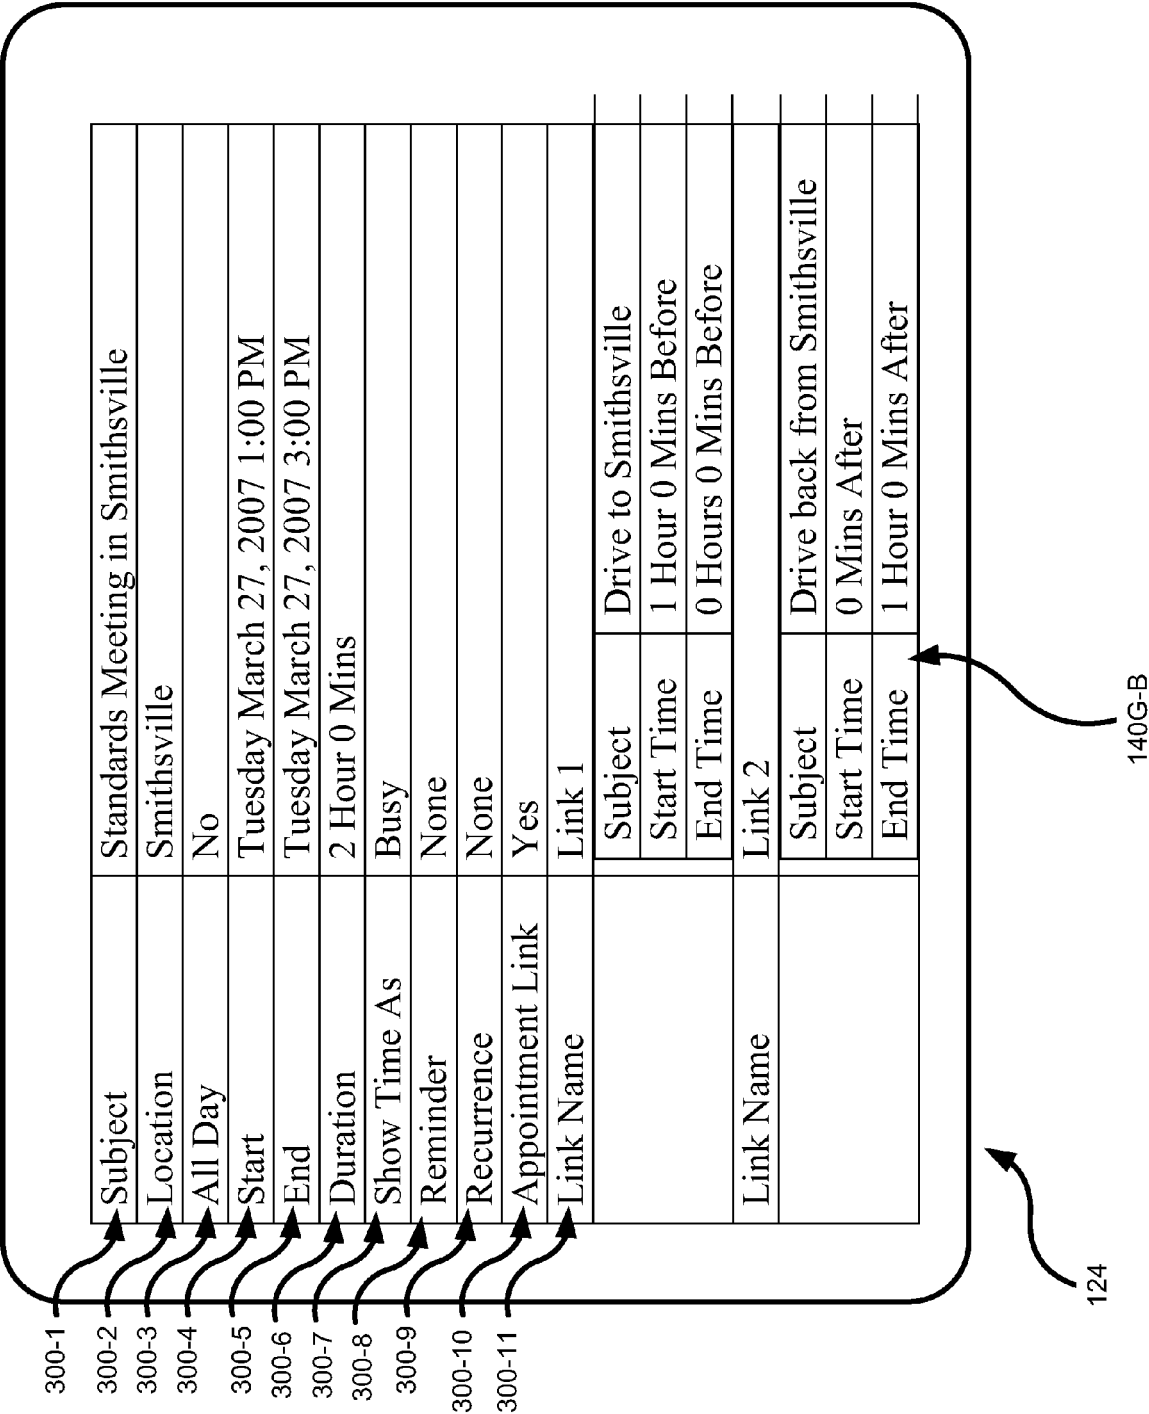 300-1 Subject Standards Meeting in Smithsville
300-2 Location Smithsville
300-3 All Day No
300-4 Start Tuesday March 27, 2007 1:00 PM
300-5 End Tuesday March 27, 2007 3:00 PM
300-6 Duration 2 Hour 0 Mins
300-7 Show Time As Busy
300-8 Reminder None
300-9 Recurrence None
300-10 Appointment Link Yes
300-11 Link Name Link 1
Subject Drive to Smithsville
Start Time 1 Hour 0 Mins Before
End Time 0 Hours 0 Mins Before
Link Name Link 2
Subject Drive back from Smithsville
Start Time 0 Mins After
End Time 1 Hour 0 Mins After
124
140G-B